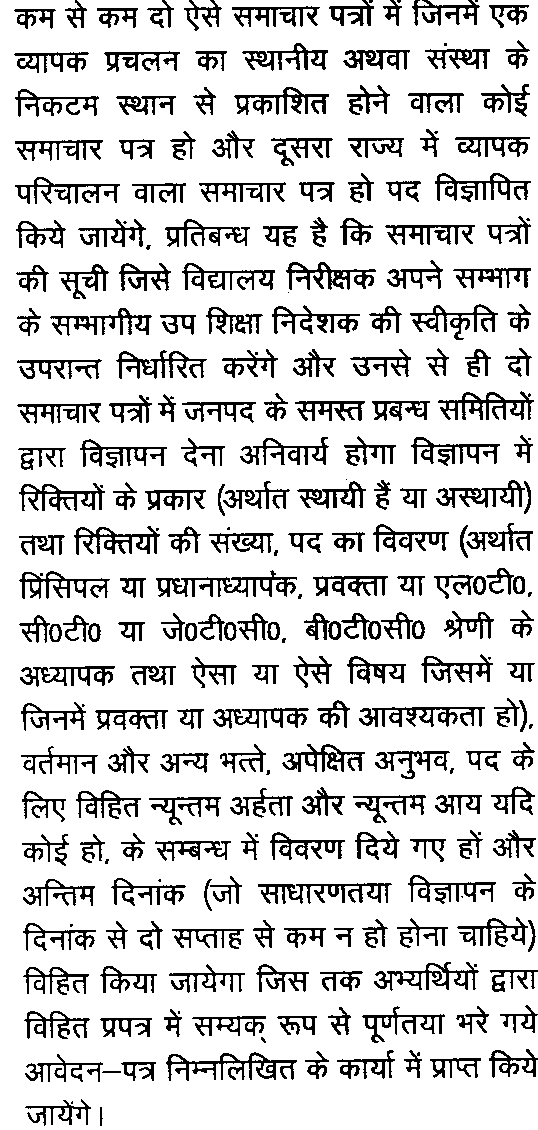 कम से कम दो ऐसे समाचार पत्रों में जिनमें एक
व्यापक प्रचलन का स्थानीय अथवा संस्था के
निकटम स्थान से प्रकाशित होने वाला कोई
समाचार पत्र हो और दूसरा राज्य में व्यापक
परिचालन वाला समाचार पत्र हो पद विज्ञापित
किये जायेंगे, प्रतिबन्ध यह है कि समाचार पत्रों
की सूची जिसे विद्यालय निरीक्षक अपने सम्भाग
के सम्भागीय उप शिक्षा निदेशक की स्वीकृति के
उपरान्त निर्धारित करेंगे और उनसे से ही दो
समाचार पत्रों में जनपद के समस्त प्रबन्ध समितियों
द्वारा विज्ञापन देना अनिवार्य होगा विज्ञापन में
रिक्तियों के प्रकार (अर्थात स्थायी हैं या अस्थायी)
तथा रिक्तियों की संख्या, पद का विवरण (अर्थात
प्रिंसिपल या प्रधानाध्यापंक, प्रवक्ता या एल0टी0,
सी0टी0 या जे0टी0सी0, बी0टी0सी0 श्रेणी के
अध्यापक तथा ऐसा या ऐसे विषय जिसमें या
जिनमें प्रवक्ता या अध्यापक की आवश्यकता हो),
वर्तमान और अन्य भत्ते, अपेक्षित अनुभव, पद के
लिए विहित न्यून्तम अर्हता और न्यून्तम आय यदि
कोई हो, के सम्बन्ध में विवरण दिये गए हों और
अन्तिम दिनांक (जो साधारणतया विज्ञापन के
दिनांक से दो सप्ताह से कम न हो होना चाहिये)
विहित किया जायेगा जिस तक अभ्यर्थियों द्वारा
विहित प्रपत्र में सम्यक् रूप से पूर्णतया भरे गये
आवेदन–पत्र निम्नलिखित के कार्या में प्राप्त किये
जायेंगे।